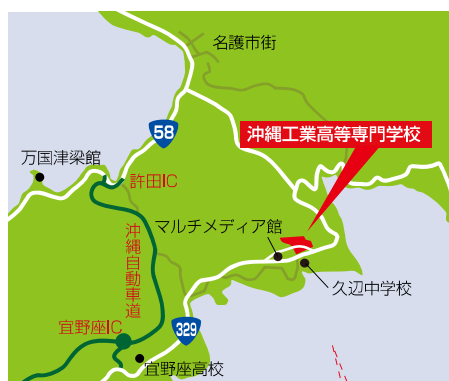 名護市街
58
沖縄工業高等専門学校
万国津梁館
許田IC
マルチメディア館
沖縄自動車道
久辺中学校
宜野座IC
329
宜野座高校